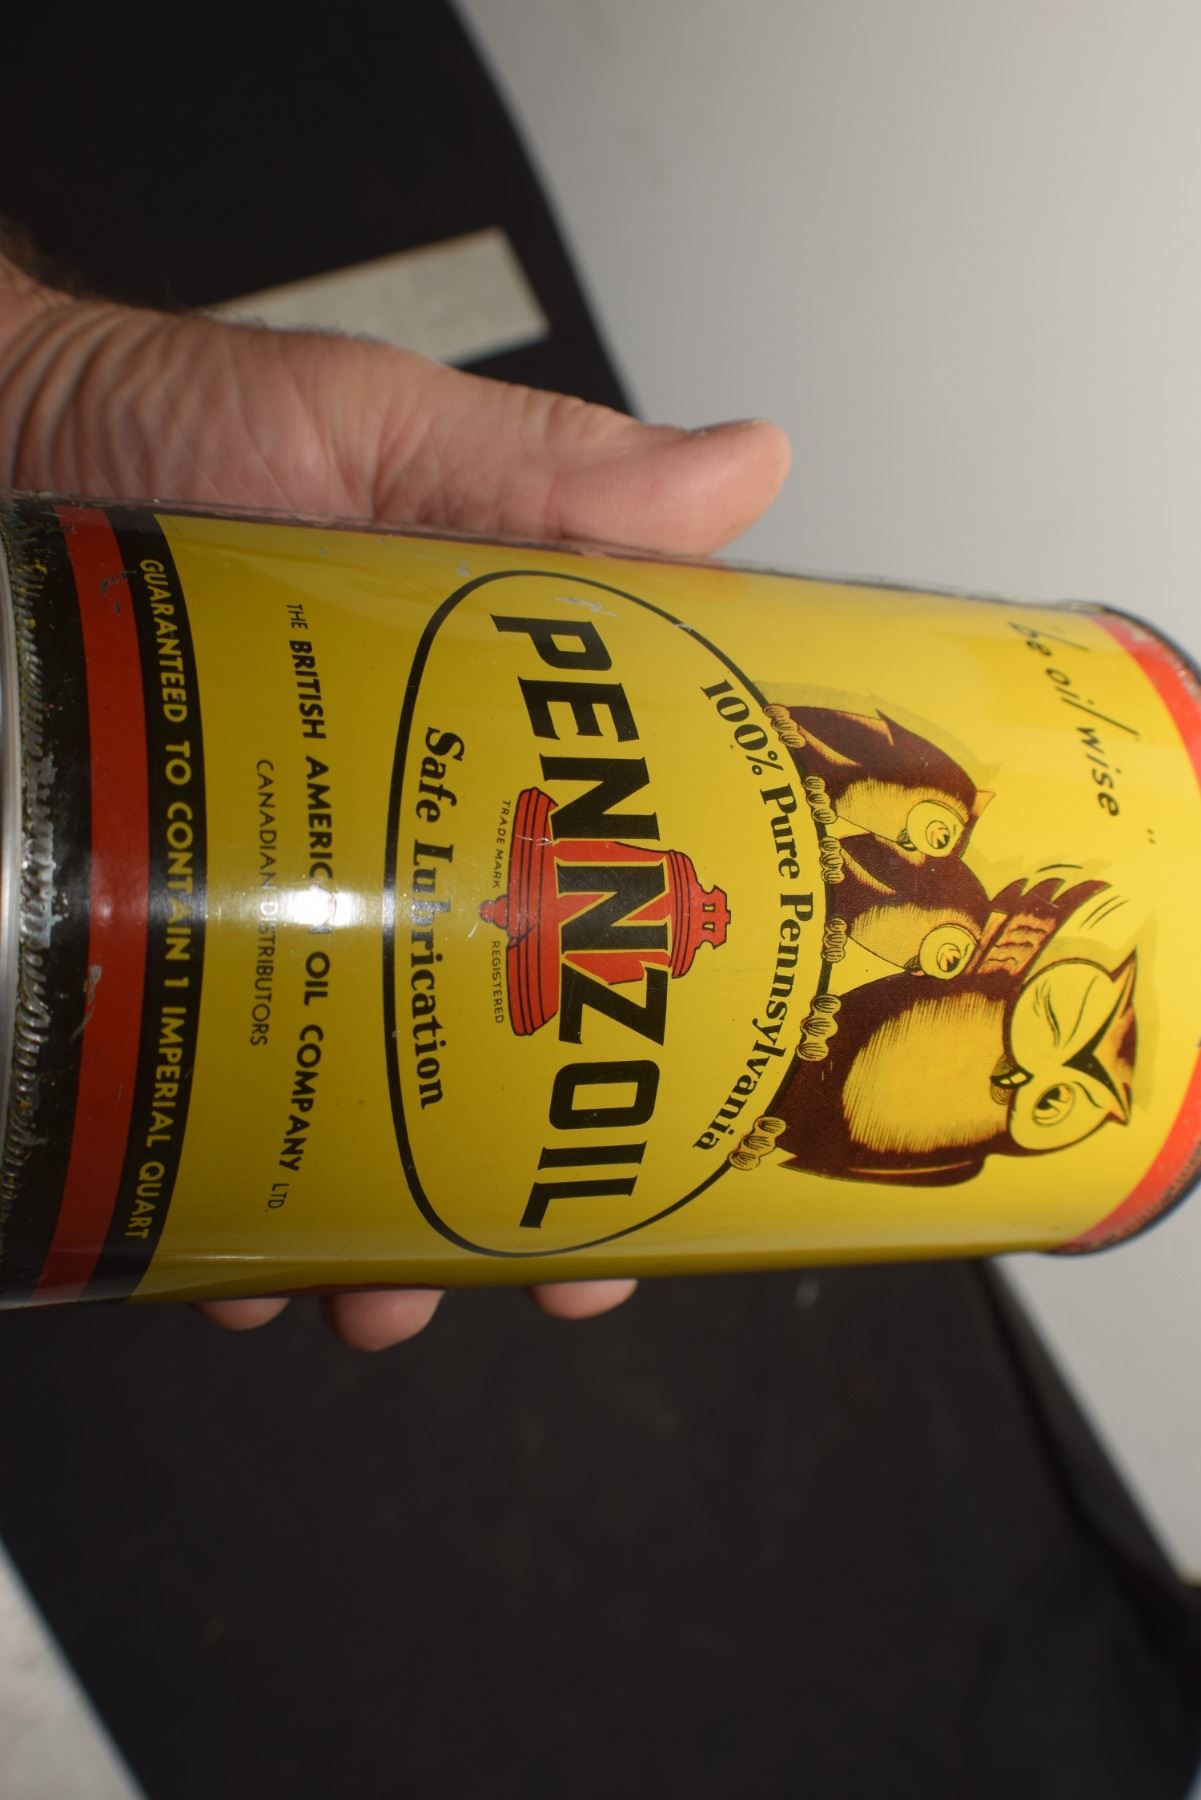 "be oil wise"
100% Pure Pennsylvania
PENNZOIL
TRADE MARK REGISTERED
Safe Lubrication
THE BRITISH AMERICAN OIL COMPANY LTD.
CANADIAN DISTRIBUTORS
GUARANTEED TO CONTAIN 1 IMPERIAL QUART